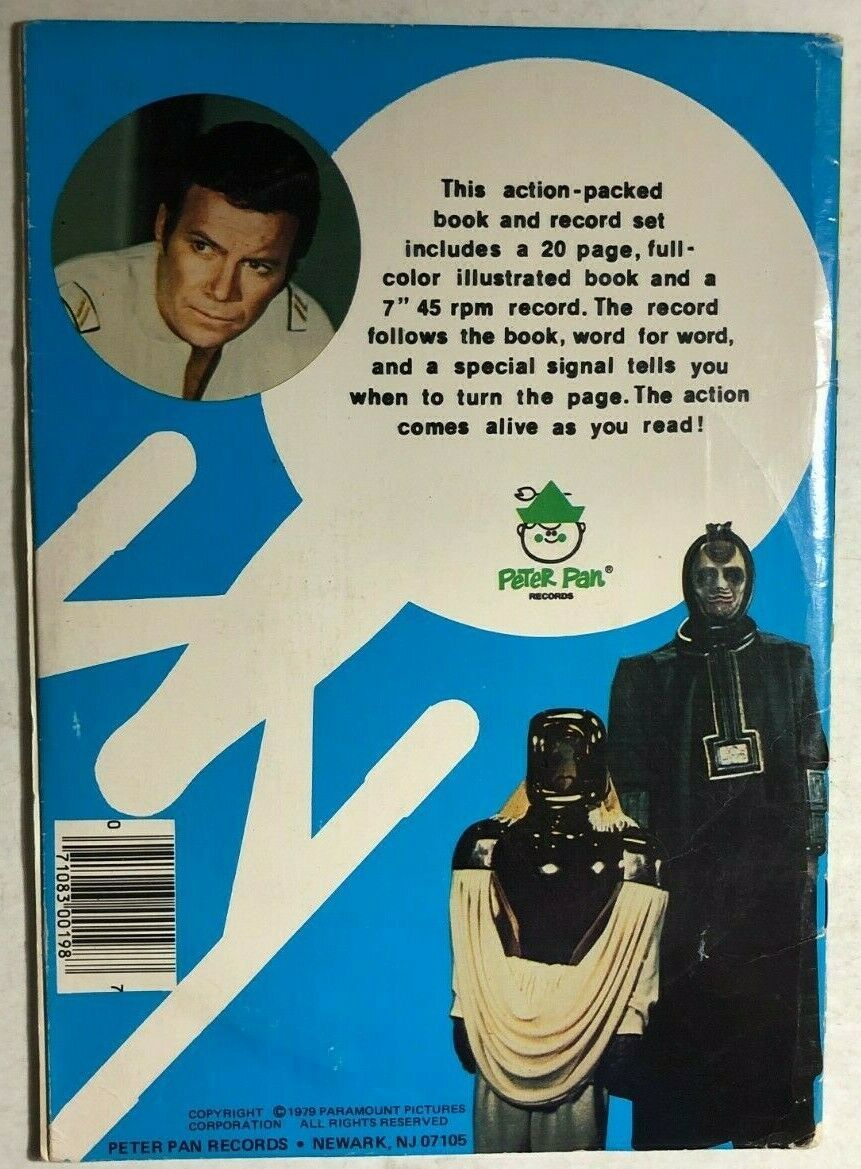 This action-packed
book and record set
includes a 20 page, full-
color illustrated book and a
7" 45 rpm record. The record
follows the book, word for word,
and a special signal tells you
when to turn the page. The action
comes alive as you read!
PETER PAN®
RECORDS
0
71083 00198
7
COPYRIGHT ©1979 PARAMOUNT PICTURES
CORPORATION ALL RIGHTS RESERVED
PETER PAN RECORDS • NEWARK, NJ 07105